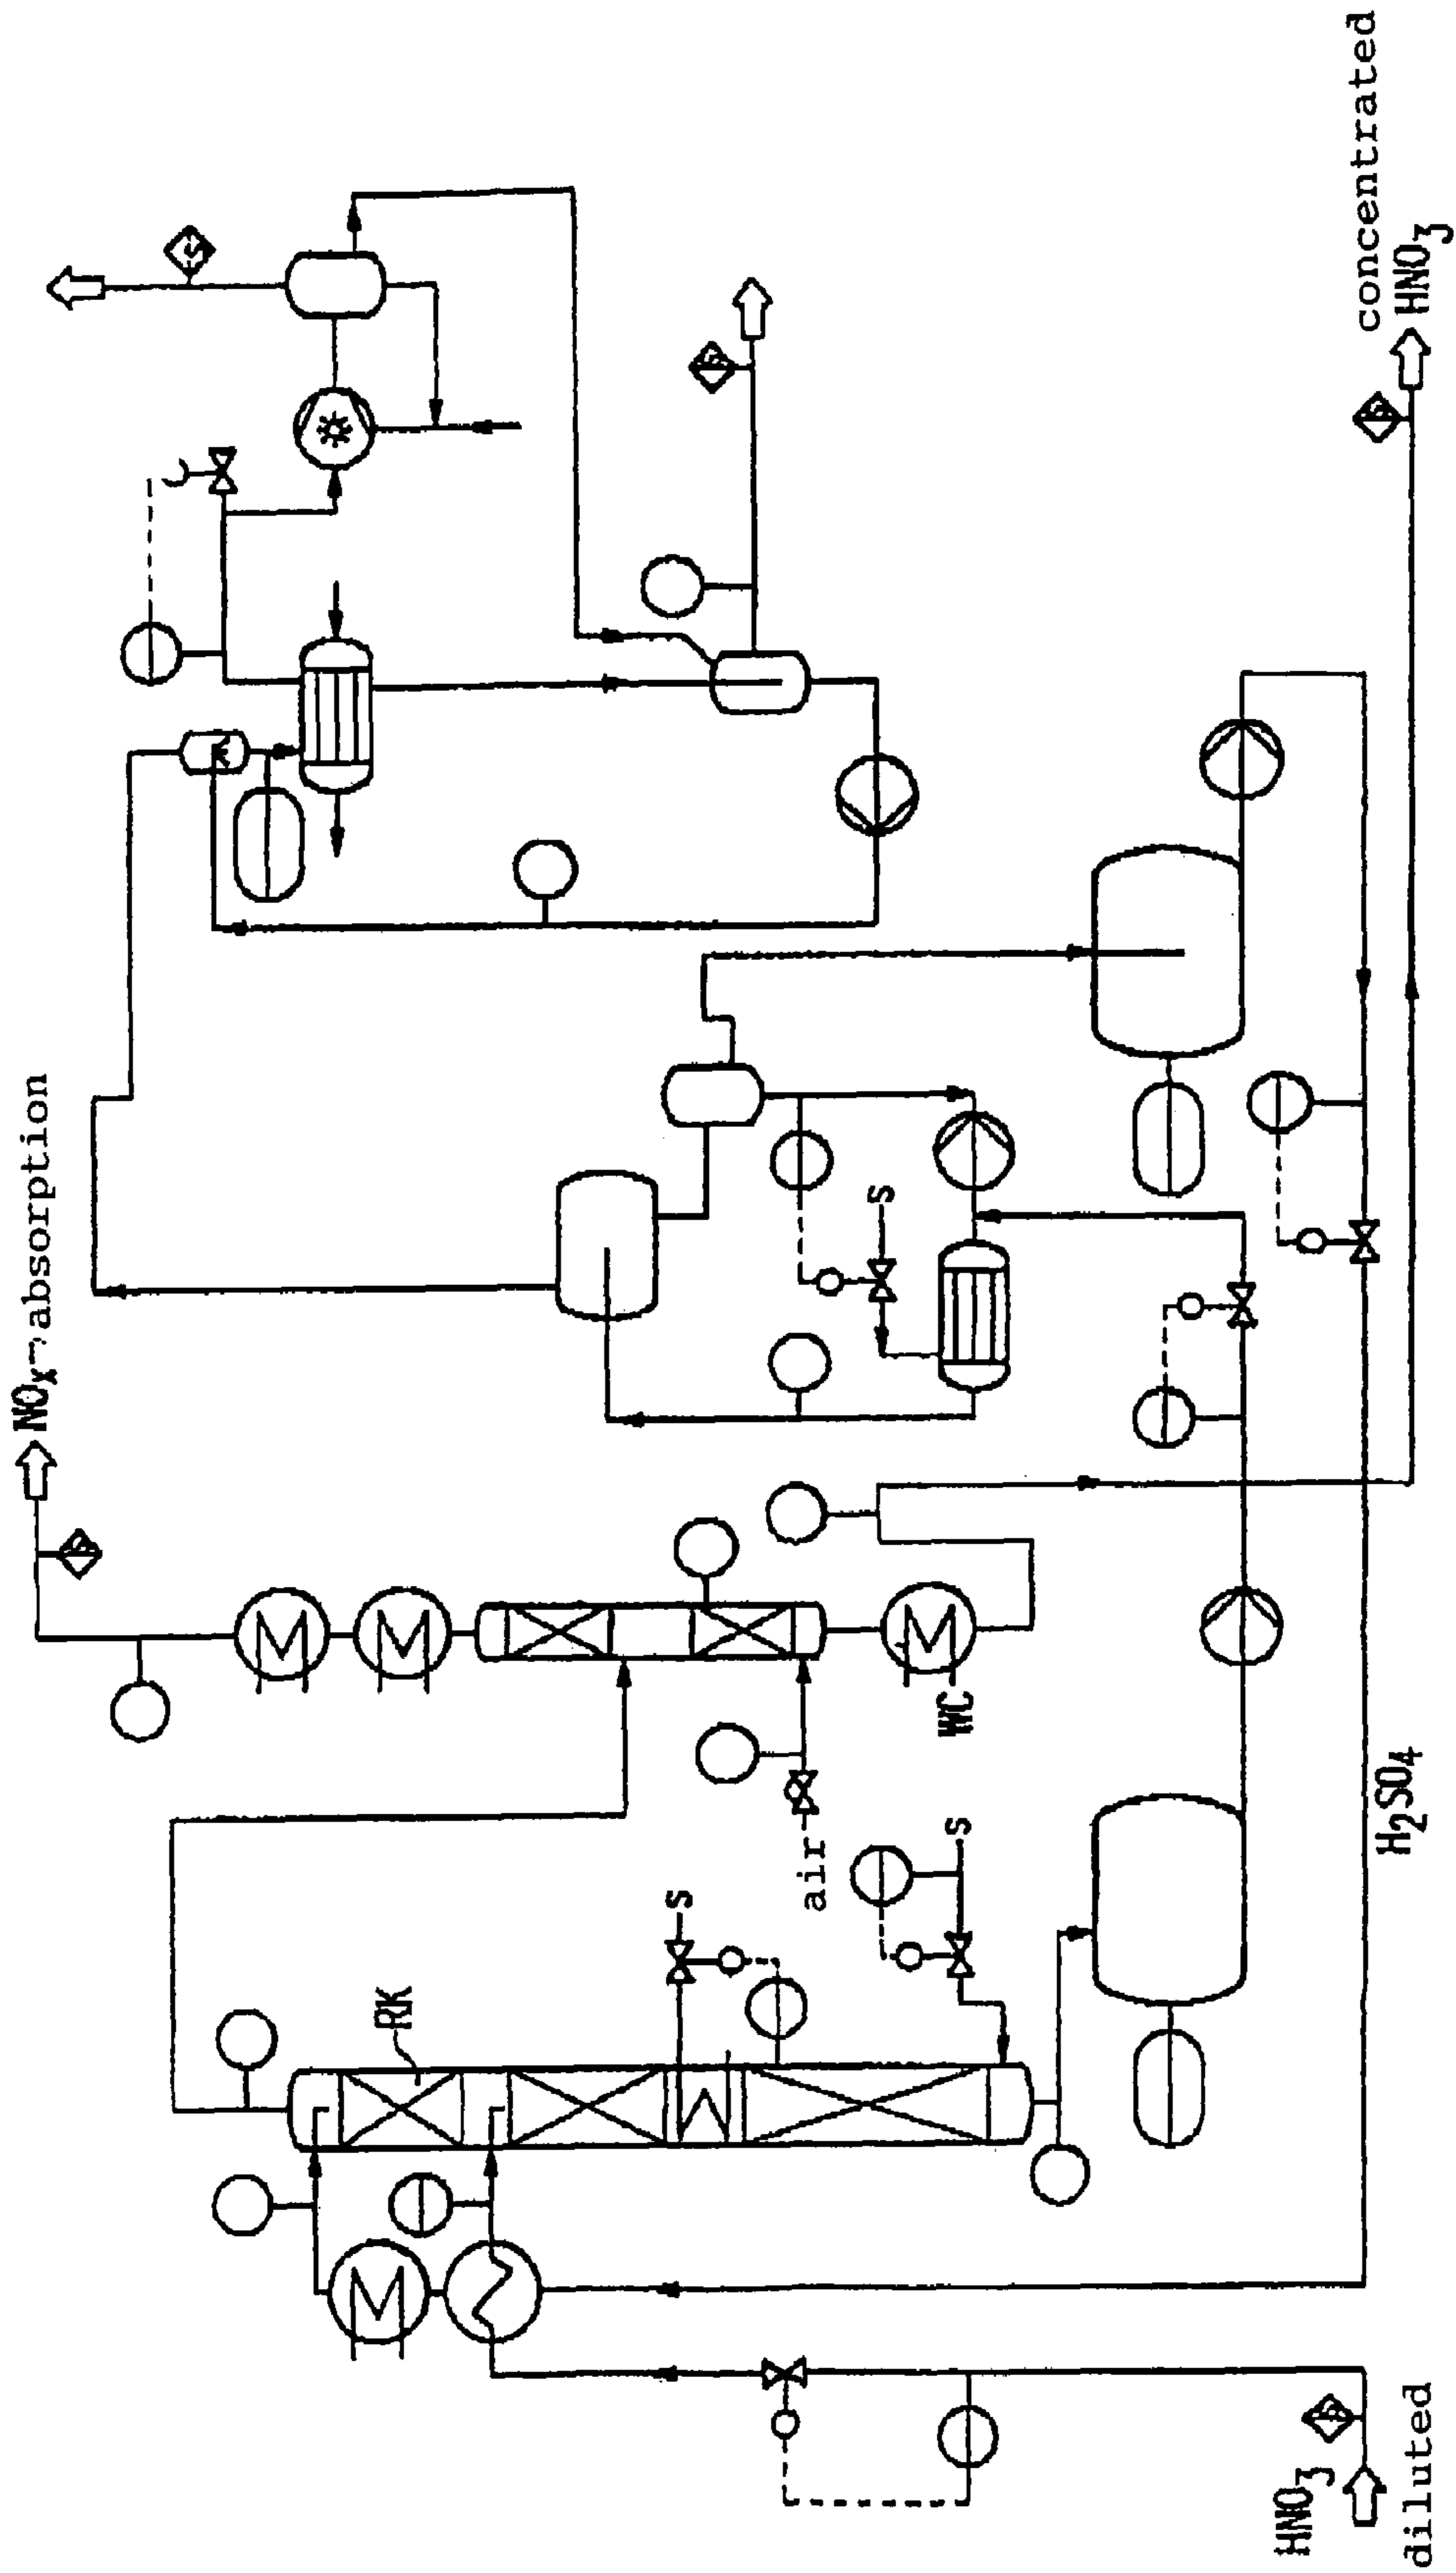 NOx-absorption
RK
S
S
air
WC
S
H2SO4
HNO3
diluted
concentrated
HNO3